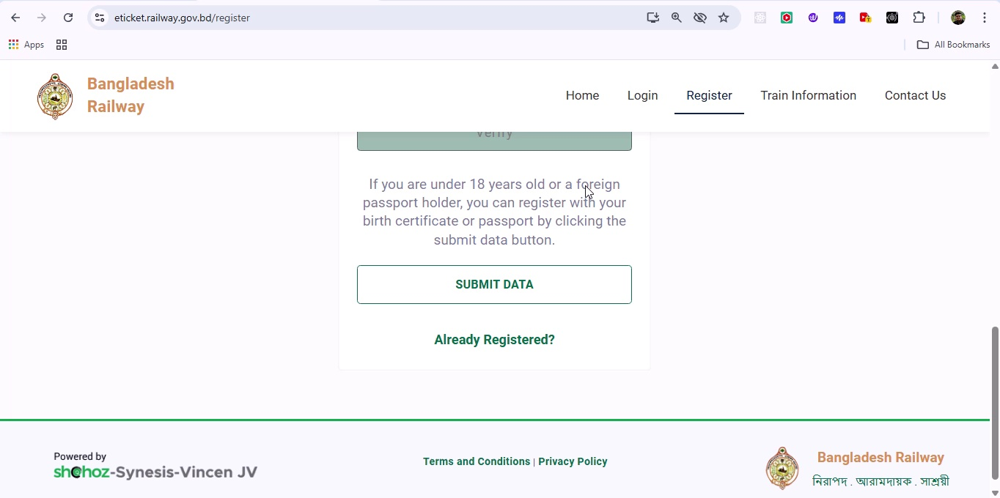 eticket.railway.gov.bd/register
Apps
All Bookmarks
Bangladesh
Railway
Home
Login
Register
Train Information
Contact Us
Verify
If you are under 18 years old or a foreign
passport holder, you can register with your
birth certificate or passport by clicking the
submit data button.
SUBMIT DATA
Already Registered?
Powered by
shohoz-Synesis-Vincen JV
Terms and Conditions | Privacy Policy
Bangladesh Railway
নিরাপদ . আরামদায়ক . সাশ্রয়ী